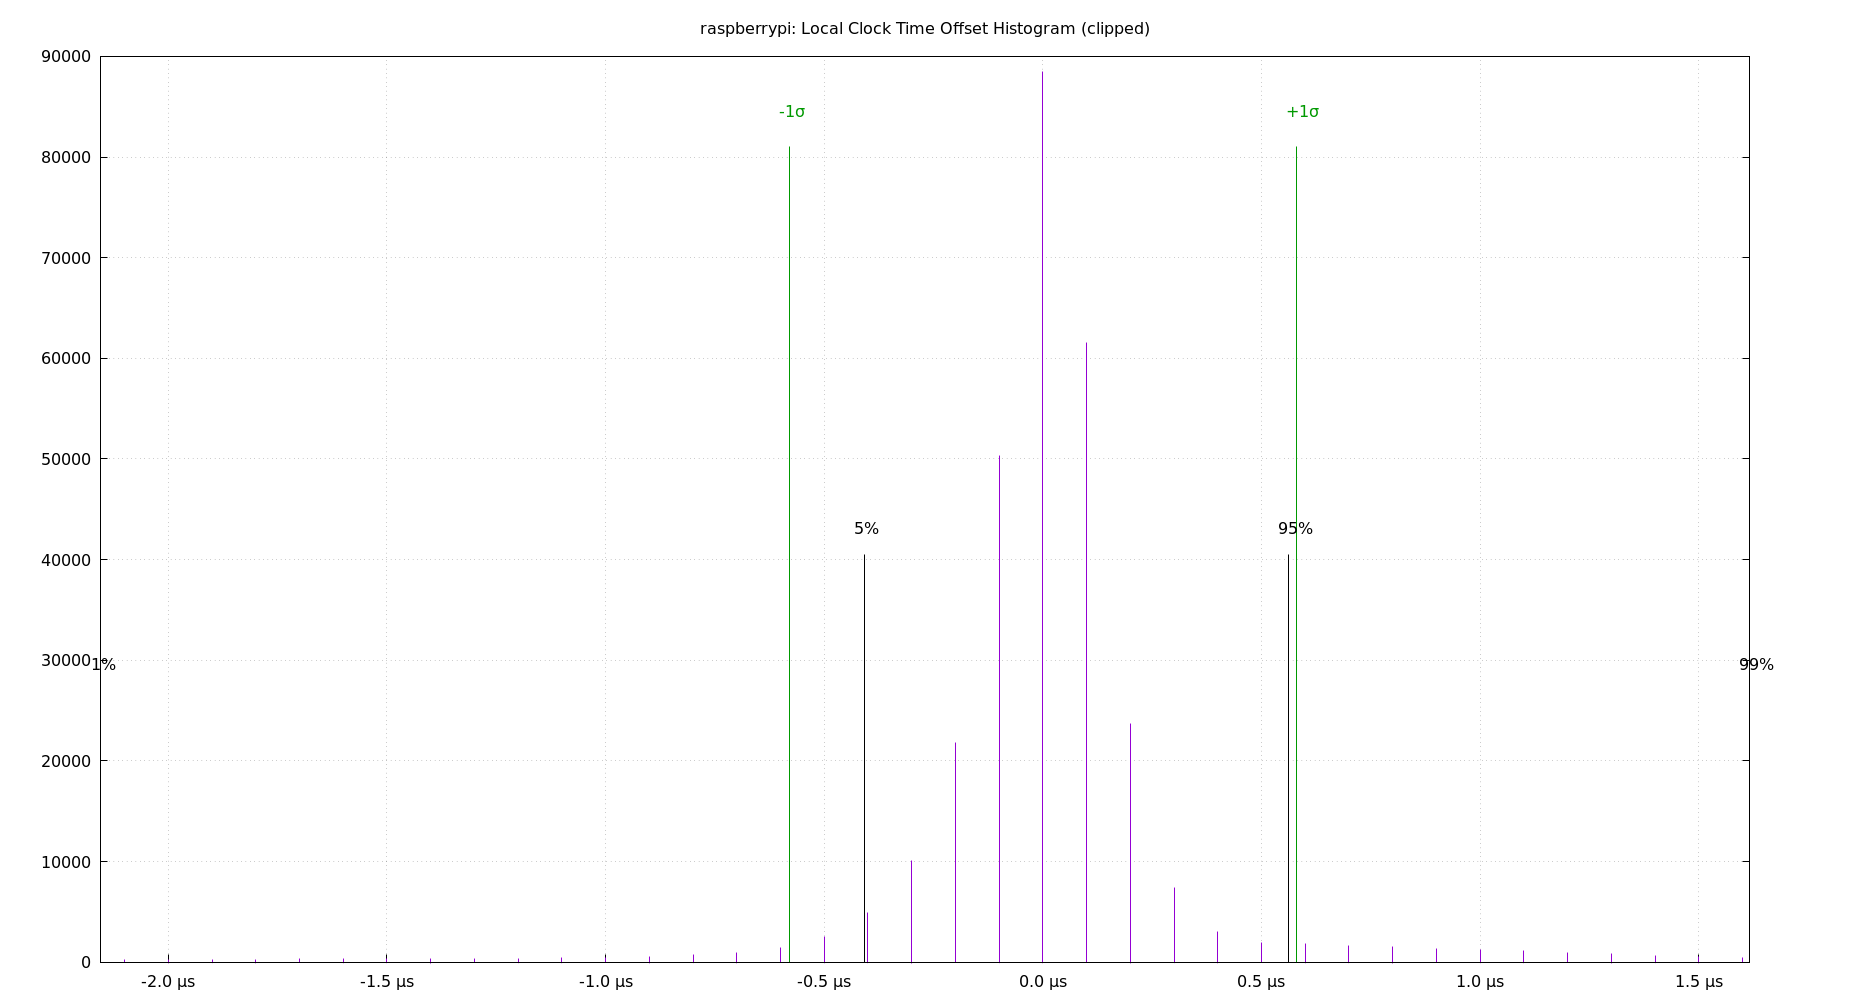 raspberrypi: Local Clock Time Offset Histogram (clipped)
90000
-1σ
+1σ
80000
70000
60000
50000
5%
95%
40000
30000
1%
99%
20000
10000
0
-2.0 µs
-1.5 µs
-1.0 µs
-0.5 µs
0.0 µs
0.5 µs
1.0 µs
1.5 µs